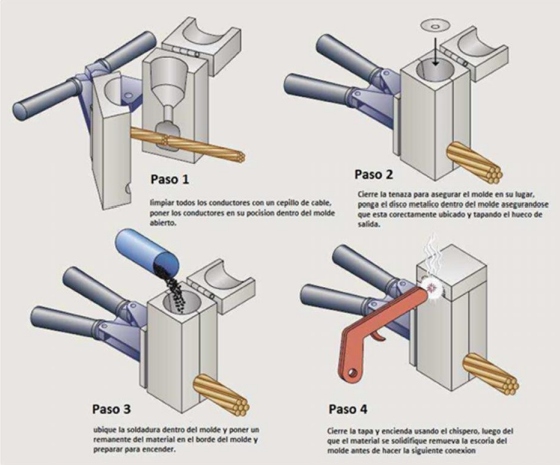 Paso 1
limpiar todos los conductores con un cepillo de cable,
poner los conductores en su pocision dentro del molde
abierto.
Paso 2
Cierre la tenaza para asegurar el molde en su lugar,
ponga el disco metalico dentro del molde asegurandose
que esta corectamente ubicado y tapando el hueco de
salida.
Paso 3
ubique la soldadura dentro del molde y poner un
remanente del material en el borde del molde y
preparar para encender.
Paso 4
Cierre la tapa y encienda usando el chispero, luego del
que el material se solidifique remueva la escoria del
molde antes de hacer la siguiente conexion